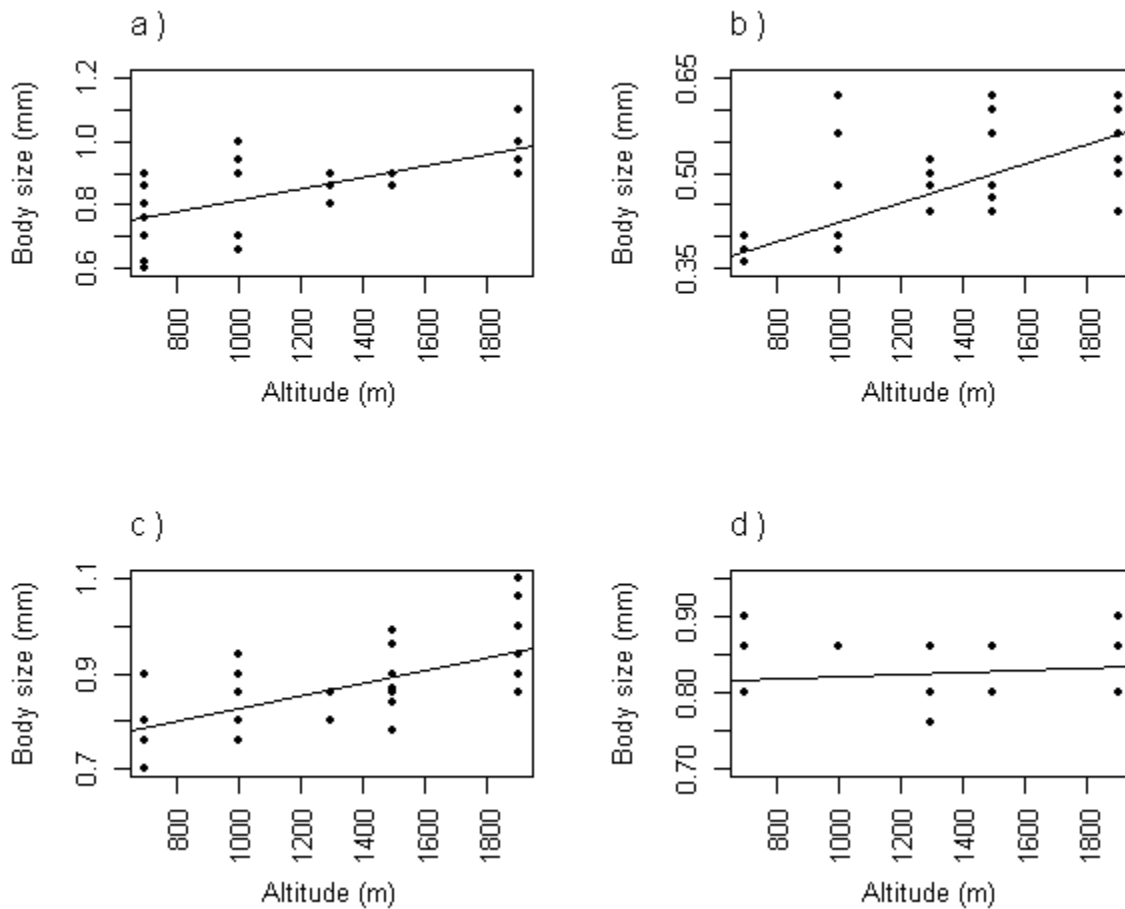 a )
Body size (mm)
0.6 0.8 1.0 1.2
800 1000 1200 1400 1600 1800
Altitude (m)
b )
Body size (mm)
0.35 0.50 0.65
800 1000 1200 1400 1600 1800
Altitude (m)
c )
Body size (mm)
0.7 0.9 1.1
800 1000 1200 1400 1600 1800
Altitude (m)
d )
Body size (mm)
0.70 0.80 0.90
800 1000 1200 1400 1600 1800
Altitude (m)